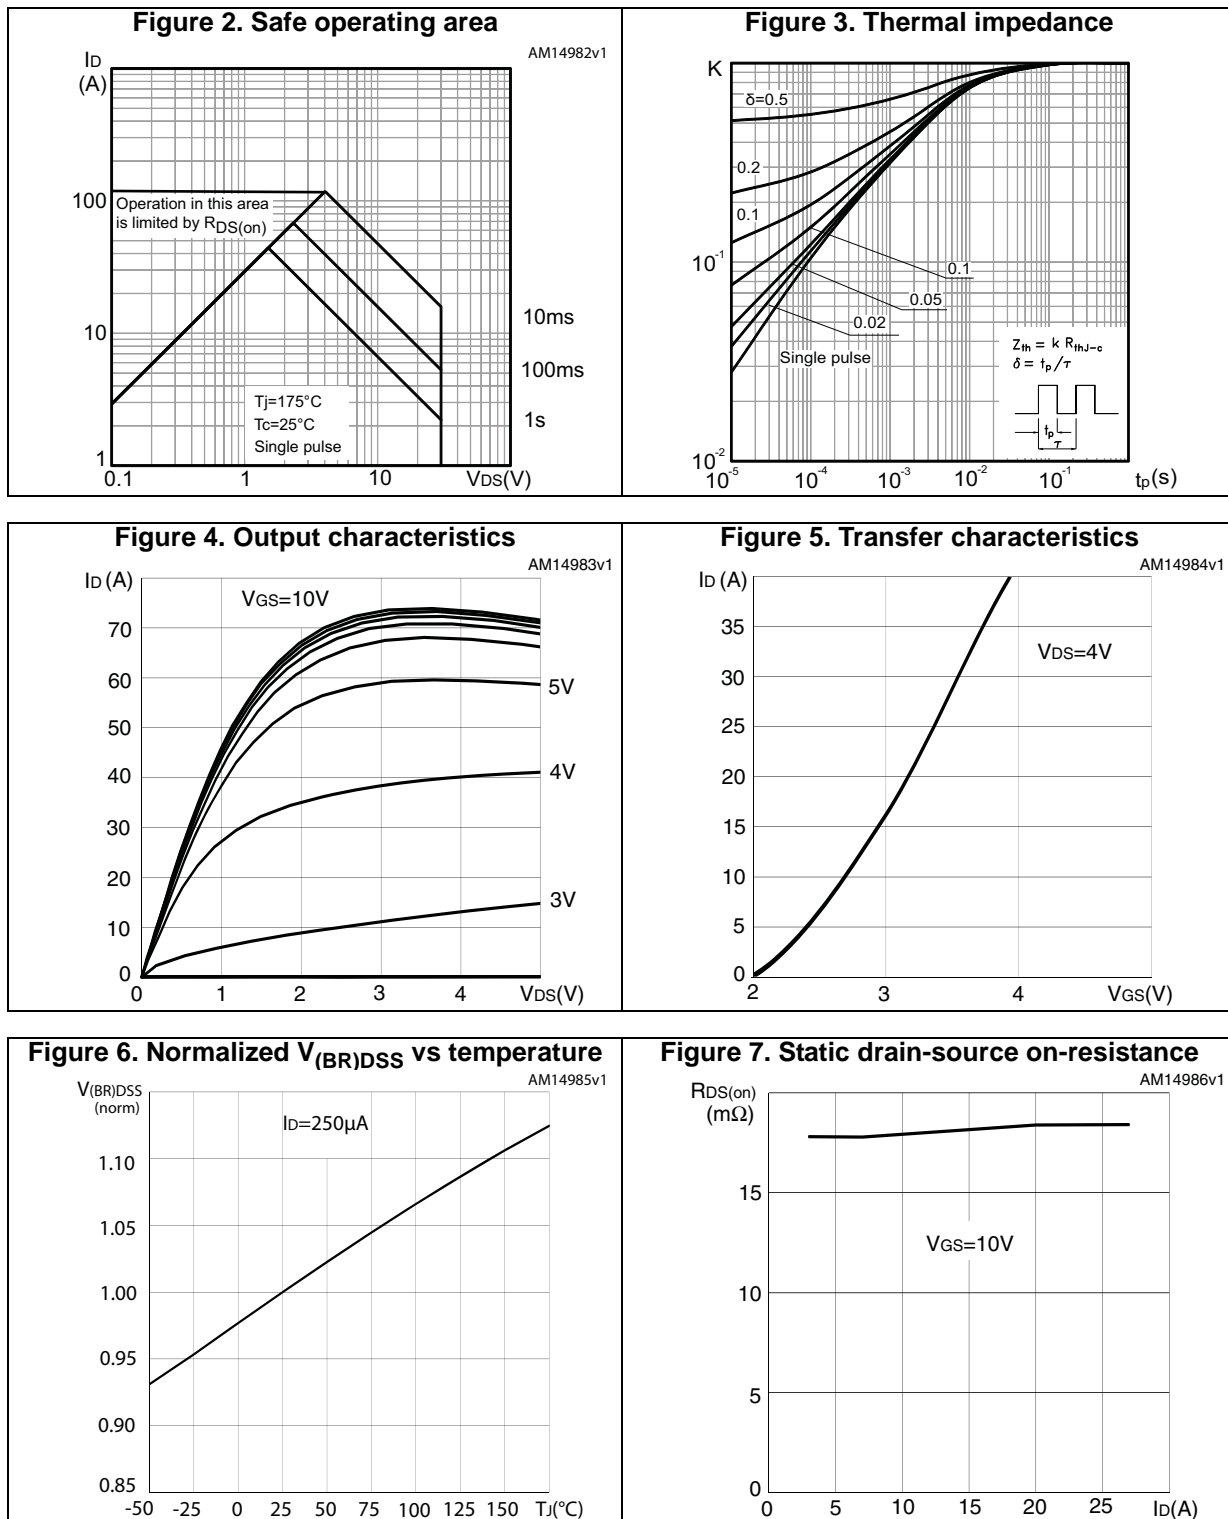 Figure 2. Safe operating area
AM14982v1
ID
(A)
100
10
1
Operation in this area
is limited by RDS(on)
Tj=175°C
Tc=25°C
Single pulse
10ms
100ms
1s
0.1
1
10
VDS(V)
Figure 3. Thermal impedance
K
δ=0.5
0.2
0.1
10-1
0.1
0.05
0.02
Single pulse
Zth = k RthJ-c
δ = tp/τ
tp
τ
10-2
10-5
10-4
10-3
10-2
10-1
tp(s)
Figure 4. Output characteristics
AM14983v1
ID (A)
VGS=10V
70
60
50
40
30
20
10
0
5V
4V
3V
0
1
2
3
4
VDS(V)
Figure 5. Transfer characteristics
AM14984v1
ID (A)
VDS=4V
35
30
25
20
15
10
5
0
2
3
4
VGS(V)
Figure 6. Normalized V(BR)DSS vs temperature
AM14985v1
V(BR)DSS
(norm)
ID=250µA
1.10
1.05
1.00
0.95
0.90
0.85
-50
-25
0
25
50
75
100
125
150
TJ(°C)
Figure 7. Static drain-source on-resistance
AM14986v1
RDS(on)
(mΩ)
15
VGS=10V
10
5
0
0
5
10
15
20
25
ID(A)